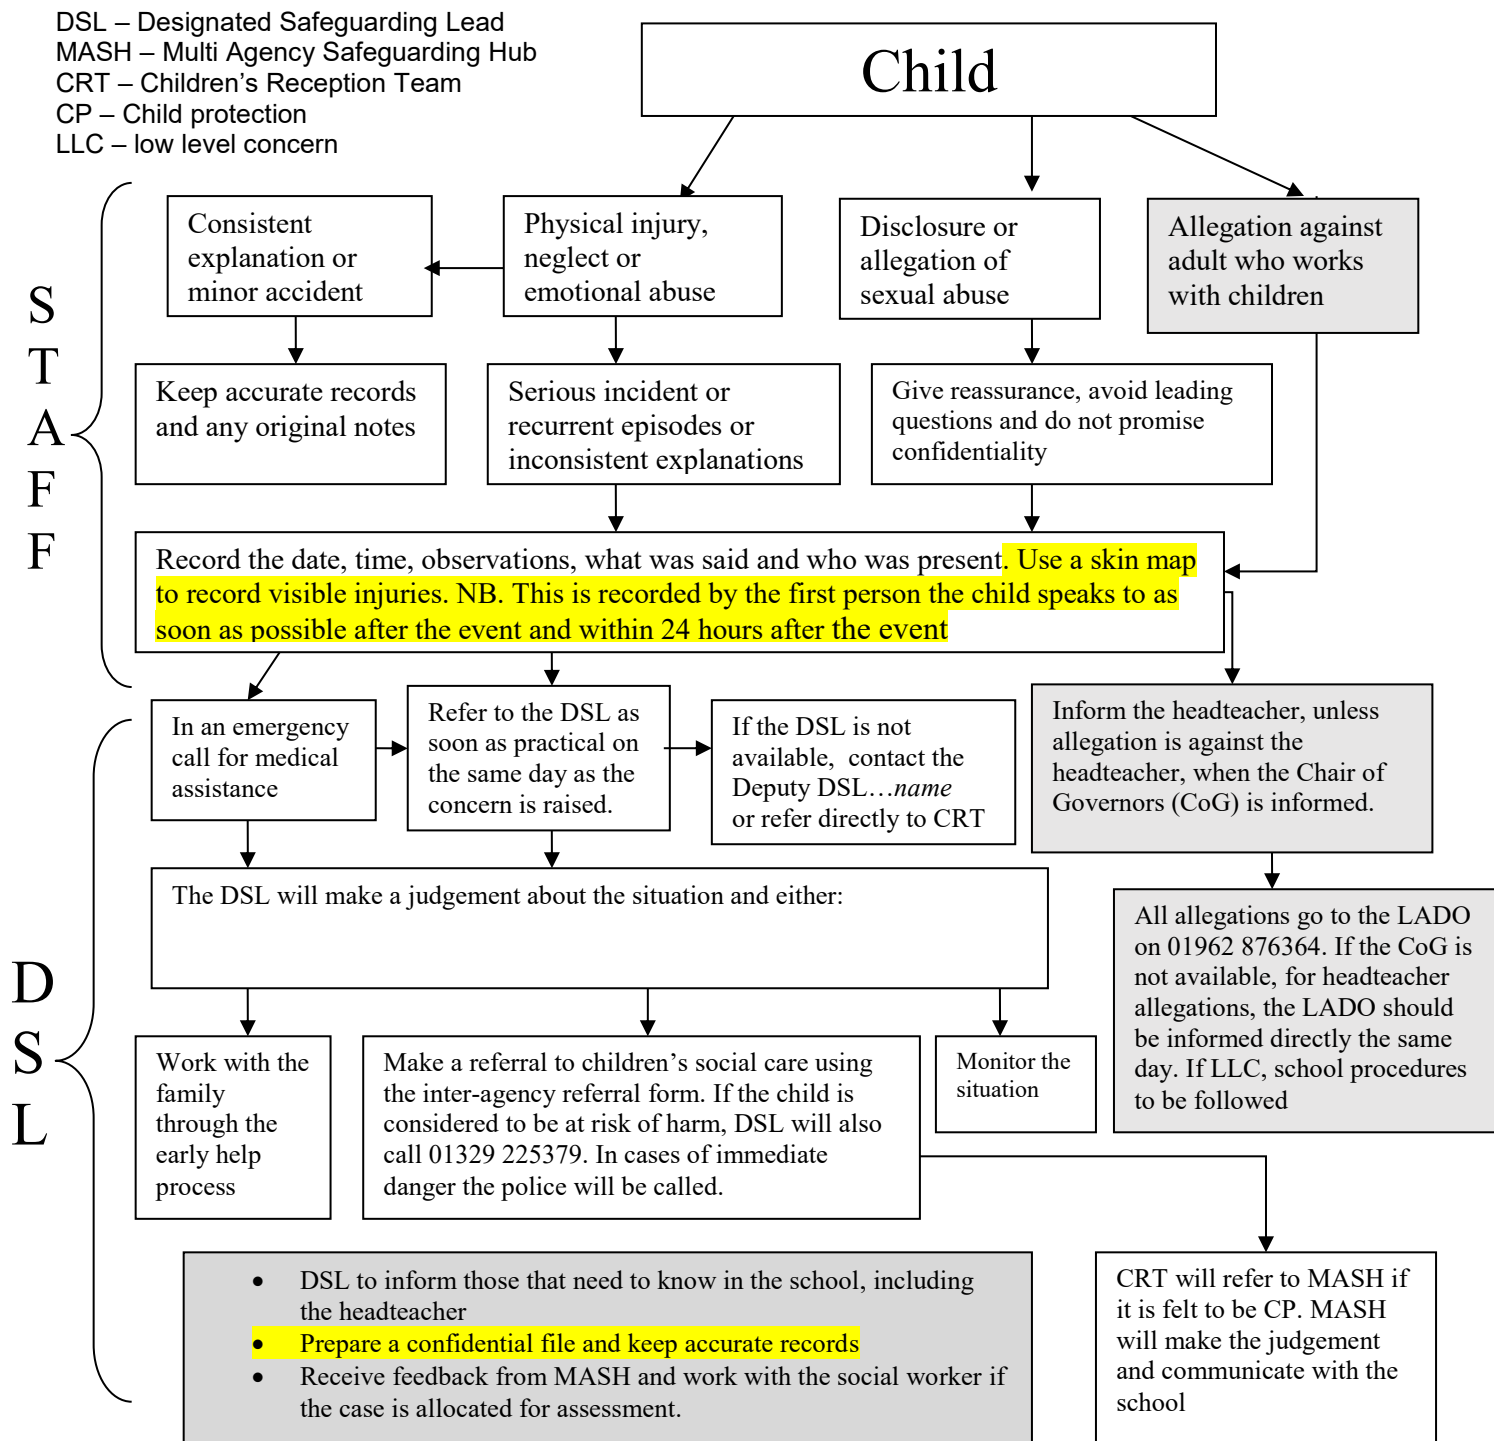 DSL – Designated Safeguarding Lead
MASH – Multi Agency Safeguarding Hub
CRT – Children’s Reception Team
CP – Child protection
LLC – low level concern
Child
S
T
A
F
F
Consistent
explanation or
minor accident
Physical injury,
neglect or
emotional abuse
Disclosure or
allegation of
sexual abuse
Allegation against
adult who works
with children
Keep accurate records
and any original notes
Serious incident or
recurrent episodes or
inconsistent explanations
Give reassurance, avoid leading
questions and do not promise
confidentiality
Record the date, time, observations, what was said and who was present. Use a skin map
to record visible injuries. NB. This is recorded by the first person the child speaks to as
soon as possible after the event and within 24 hours after the event
D
S
L
In an emergency
call for medical
assistance
Refer to the DSL as
soon as practical on
the same day as the
concern is raised.
If the DSL is not
available,  contact the
Deputy DSL…name
or refer directly to CRT
Inform the headteacher, unless
allegation is against the
headteacher, when the Chair of
Governors (CoG) is informed.
The DSL will make a judgement about the situation and either:
All allegations go to the LADO
on 01962 876364. If the CoG is
not available, for headteacher
allegations, the LADO should
be informed directly the same
day. If LLC, school procedures
to be followed
Work with the
family
through the
early help
process
Make a referral to children’s social care using
the inter-agency referral form. If the child is
considered to be at risk of harm, DSL will also
call 01329 225379. In cases of immediate
danger the police will be called.
Monitor the
situation
• DSL to inform those that need to know in the school, including
the headteacher
• Prepare a confidential file and keep accurate records
• Receive feedback from MASH and work with the social worker if
the case is allocated for assessment.
CRT will refer to MASH if
it is felt to be CP. MASH
will make the judgement
and communicate with the
school